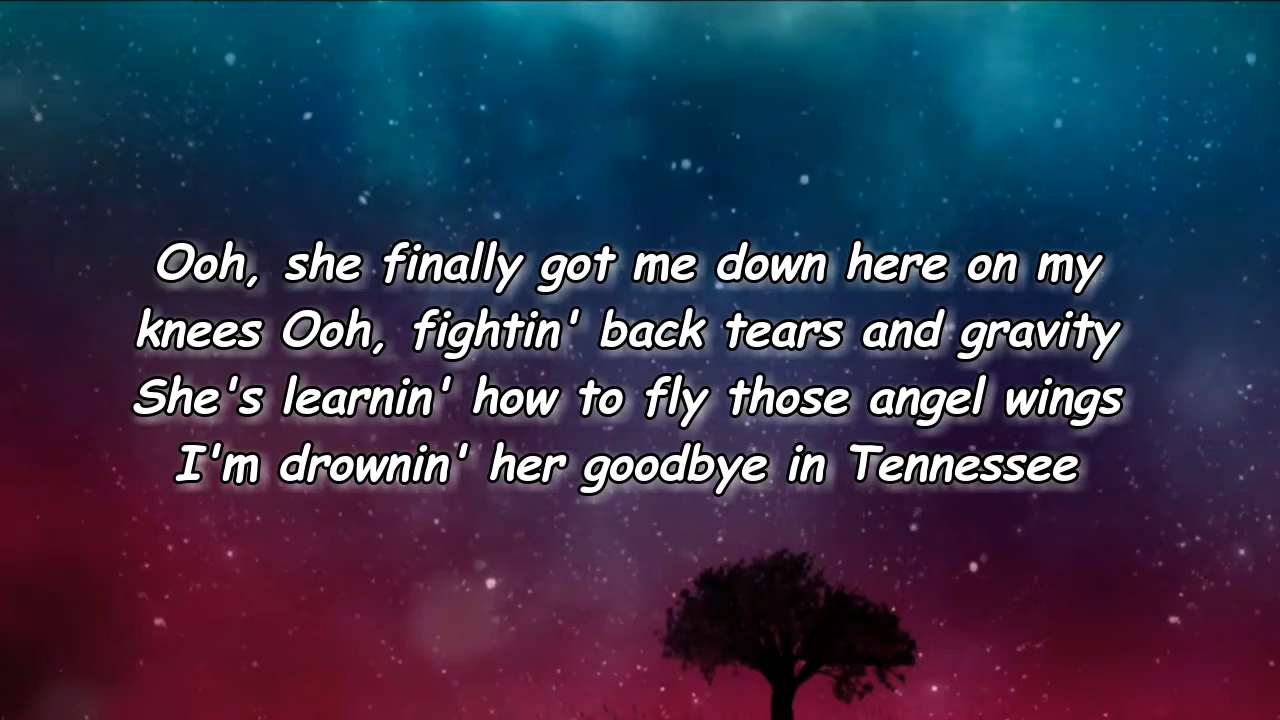 Ooh, she finally got me down here on my
knees Ooh, fightin' back tears and gravity
She's learnin' how to fly those angel wings
I'm drownin' her goodbye in Tennessee